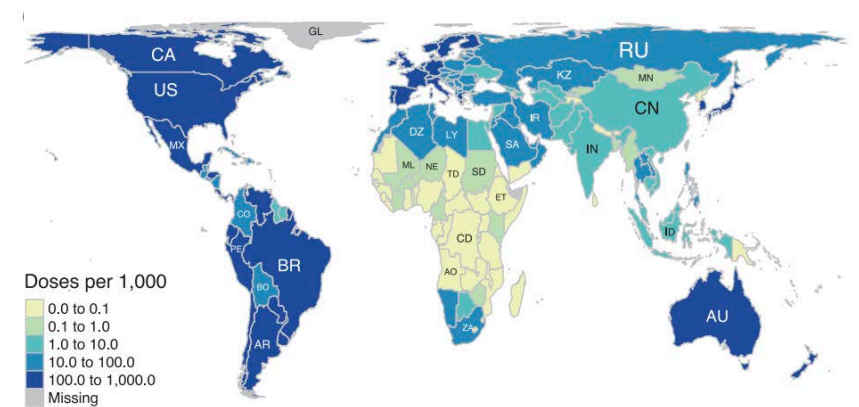 GL
CA
RU
US
KZ
MN
CN
IR
DZ
LY
SA
MX
IN
ML
NE
TD
SD
ET
CO
ID
CD
PE
BR
AO
BO
AU
ZA
AR
Doses per 1,000
0.0 to 0.1
0.1 to 1.0
1.0 to 10.0
10.0 to 100.0
100.0 to 1,000.0
Missing